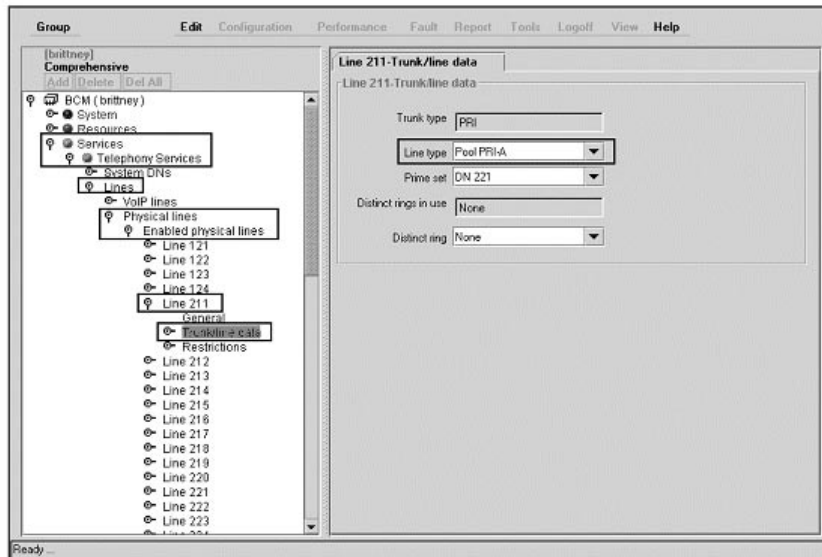 Group Edit Configuration Performance Fault Report Tools Logoff View Help
[brittney]
Comprehensive
Add Delete Del All
BCM ( brittney )
System
Resources
Services
Telephony Services
System DNs
Lines
VoIP lines
Physical lines
Enabled physical lines
Line 121
Line 122
Line 123
Line 124
Line 211
General
Trunk/line data
Restrictions
Line 212
Line 213
Line 214
Line 215
Line 216
Line 217
Line 218
Line 219
Line 220
Line 221
Line 222
Line 223
Line 224
Line 211-Trunk/line data
Line 211-Trunk/line data
Trunk type PRI
Line type Pool PRI-A
Prime set DN 221
Distinct rings in use None
Distinct ring None
Ready ...